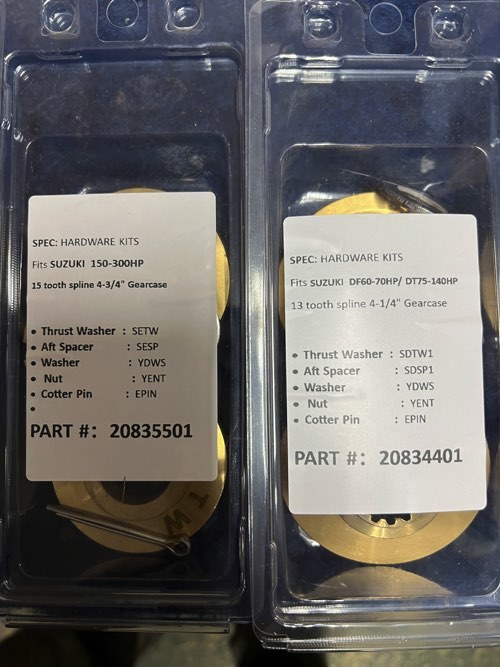 SPEC: HARDWARE KITS
Fits SUZUKI 150-300HP
15 tooth spline 4-3/4" Gearcase
• Thrust Washer : SETW
• Aft Spacer : SESP
• Washer : YDWS
• Nut : YENT
• Cotter Pin : EPIN
•
PART #: 20835501
TW
SPEC: HARDWARE KITS
Fits SUZUKI DF60-70HP/ DT75-140HP
13 tooth spline 4-1/4" Gearcase
• Thrust Washer : SDTW1
• Aft Spacer : SDSP1
• Washer : YDWS
• Nut : YENT
• Cotter Pin : EPIN
PART #: 20834401